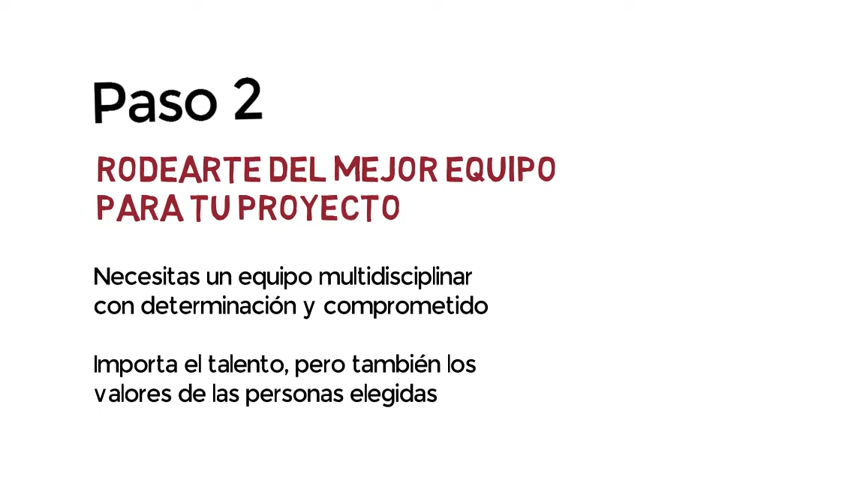 Paso 2
RODEARTE DEL MEJOR EQUIPO
PARA TU PROYECTO
Necesitas un equipo multidisciplinar
con determinación y comprometido
Importa el talento, pero también los
valores de las personas elegidas